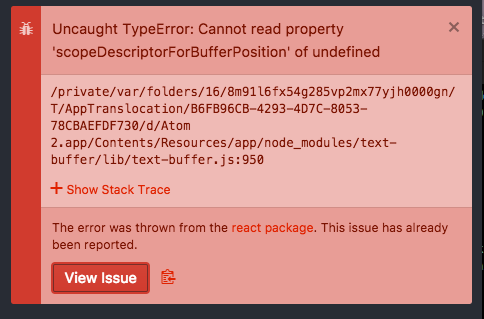 Uncaught TypeError: Cannot read property
'scopeDescriptorForBufferPosition' of undefined
/private/var/folders/16/8m91l6fx54g285vp2mx77yjh0000gn/
T/AppTranslocation/B6FB96CB-4293-4D7C-8053-
78CBAEFDF730/d/Atom
2.app/Contents/Resources/app/node_modules/text-
buffer/lib/text-buffer.js:950
Show Stack Trace
The error was thrown from the react package. This issue has already
been reported.
View Issue